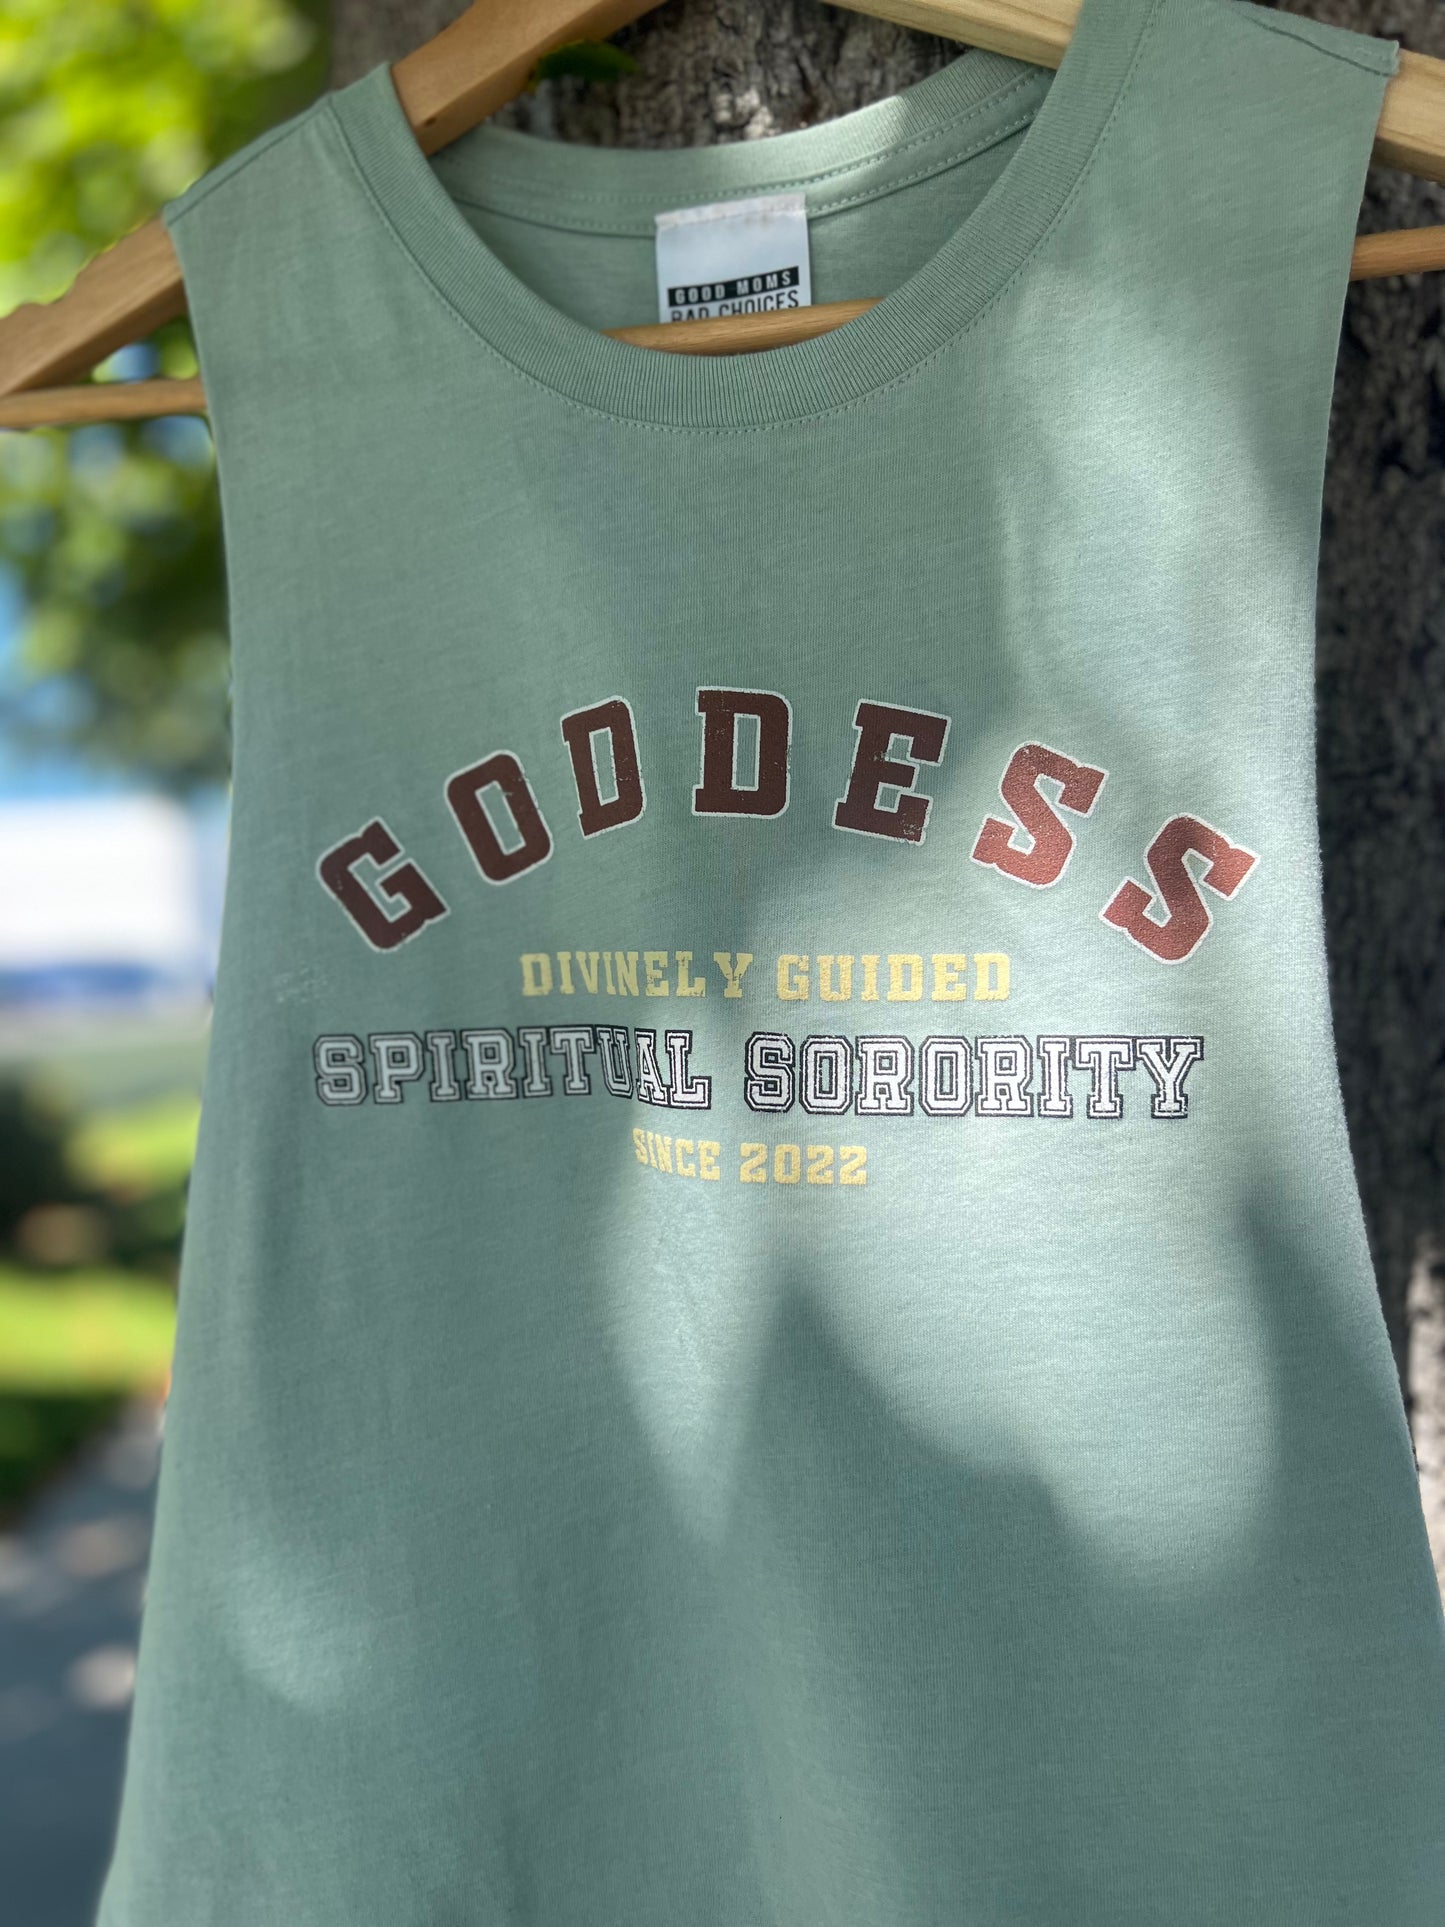 GOOD MOMS
BAD CHOICES
GODDESS
DIVINELY GUIDED
SPIRITUAL SORORITY
SINCE 2022